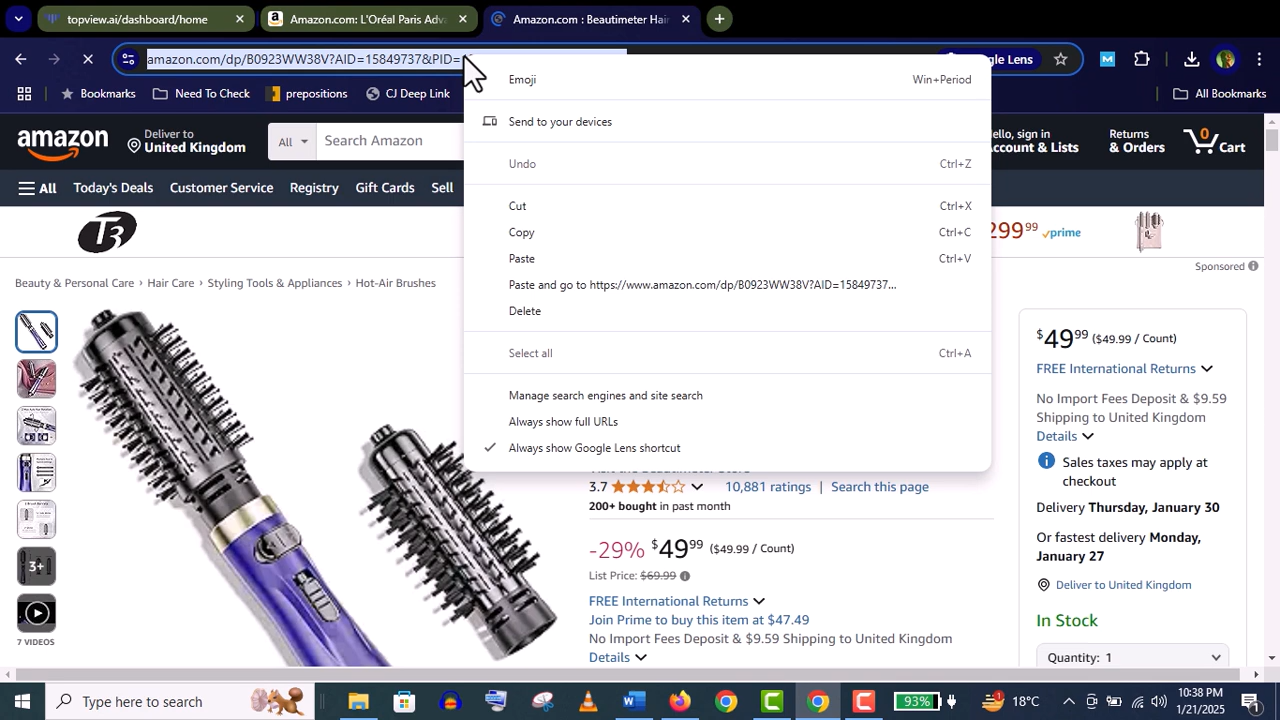 topview.ai/dashboard/home
Amazon.com: L'Oréal Paris Adva
Amazon.com : Beautimeter Hair
amazon.com/dp/B0923WW38V?AID=15849737&PID=
Google Lens
Bookmarks
Need To Check
prepositions
CJ Deep Link
All Bookmarks
Emoji Win+Period
Send to your devices
Undo Ctrl+Z
Cut Ctrl+X
Copy Ctrl+C
Paste Ctrl+V
Paste and go to https://www.amazon.com/dp/B0923WW38V?AID=15849737...
Delete
Select all Ctrl+A
Manage search engines and site search
Always show full URLs
Always show Google Lens shortcut
amazon
Deliver to
United Kingdom
All
Search Amazon
Hello, sign in
Account & Lists
Returns
& Orders
0
Cart
All
Today's Deals
Customer Service
Registry
Gift Cards
Sell
T3
299 99
prime
Sponsored
Beauty & Personal Care › Hair Care › Styling Tools & Appliances › Hot-Air Brushes
3+
7 VIDEOS
3.7
10,881 ratings | Search this page
200+ bought in past month
-29% $49 99 ($49.99 / Count)
List Price: $69.99
FREE International Returns
Join Prime to buy this item at $47.49
No Import Fees Deposit & $9.59 Shipping to United Kingdom
Details
$49 99 ($49.99 / Count)
FREE International Returns
No Import Fees Deposit & $9.59
Shipping to United Kingdom
Details
Sales taxes may apply at
checkout
Delivery Thursday, January 30
Or fastest delivery Monday,
January 27
Deliver to United Kingdom
In Stock
Quantity: 1
Type here to search
93%
1
18°C
10:38 PM
1/21/2025
1